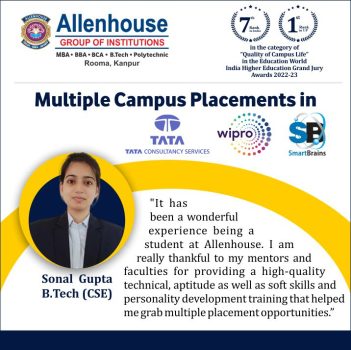 Allenhouse
GROUP OF INSTITUTIONS
MBA • BBA • BCA • B.Tech • Polytechnic
Rooma, Kanpur
7th
1st
in the category of
"Quality of Campus Life"
in the Education World
India Higher Education Grand Jury
Awards 2022-23
Multiple Campus Placements in
TATA
TATA CONSULTANCY SERVICES
wipro
SB
SmartBrains
"It has
been a wonderful
experience being a
student at Allenhouse. I am
really thankful to my mentors and
faculties for providing a high-quality
technical, aptitude as well as soft skills and
personality development training that helped
me grab multiple placement opportunities."
Sonal Gupta
B.Tech (CSE)